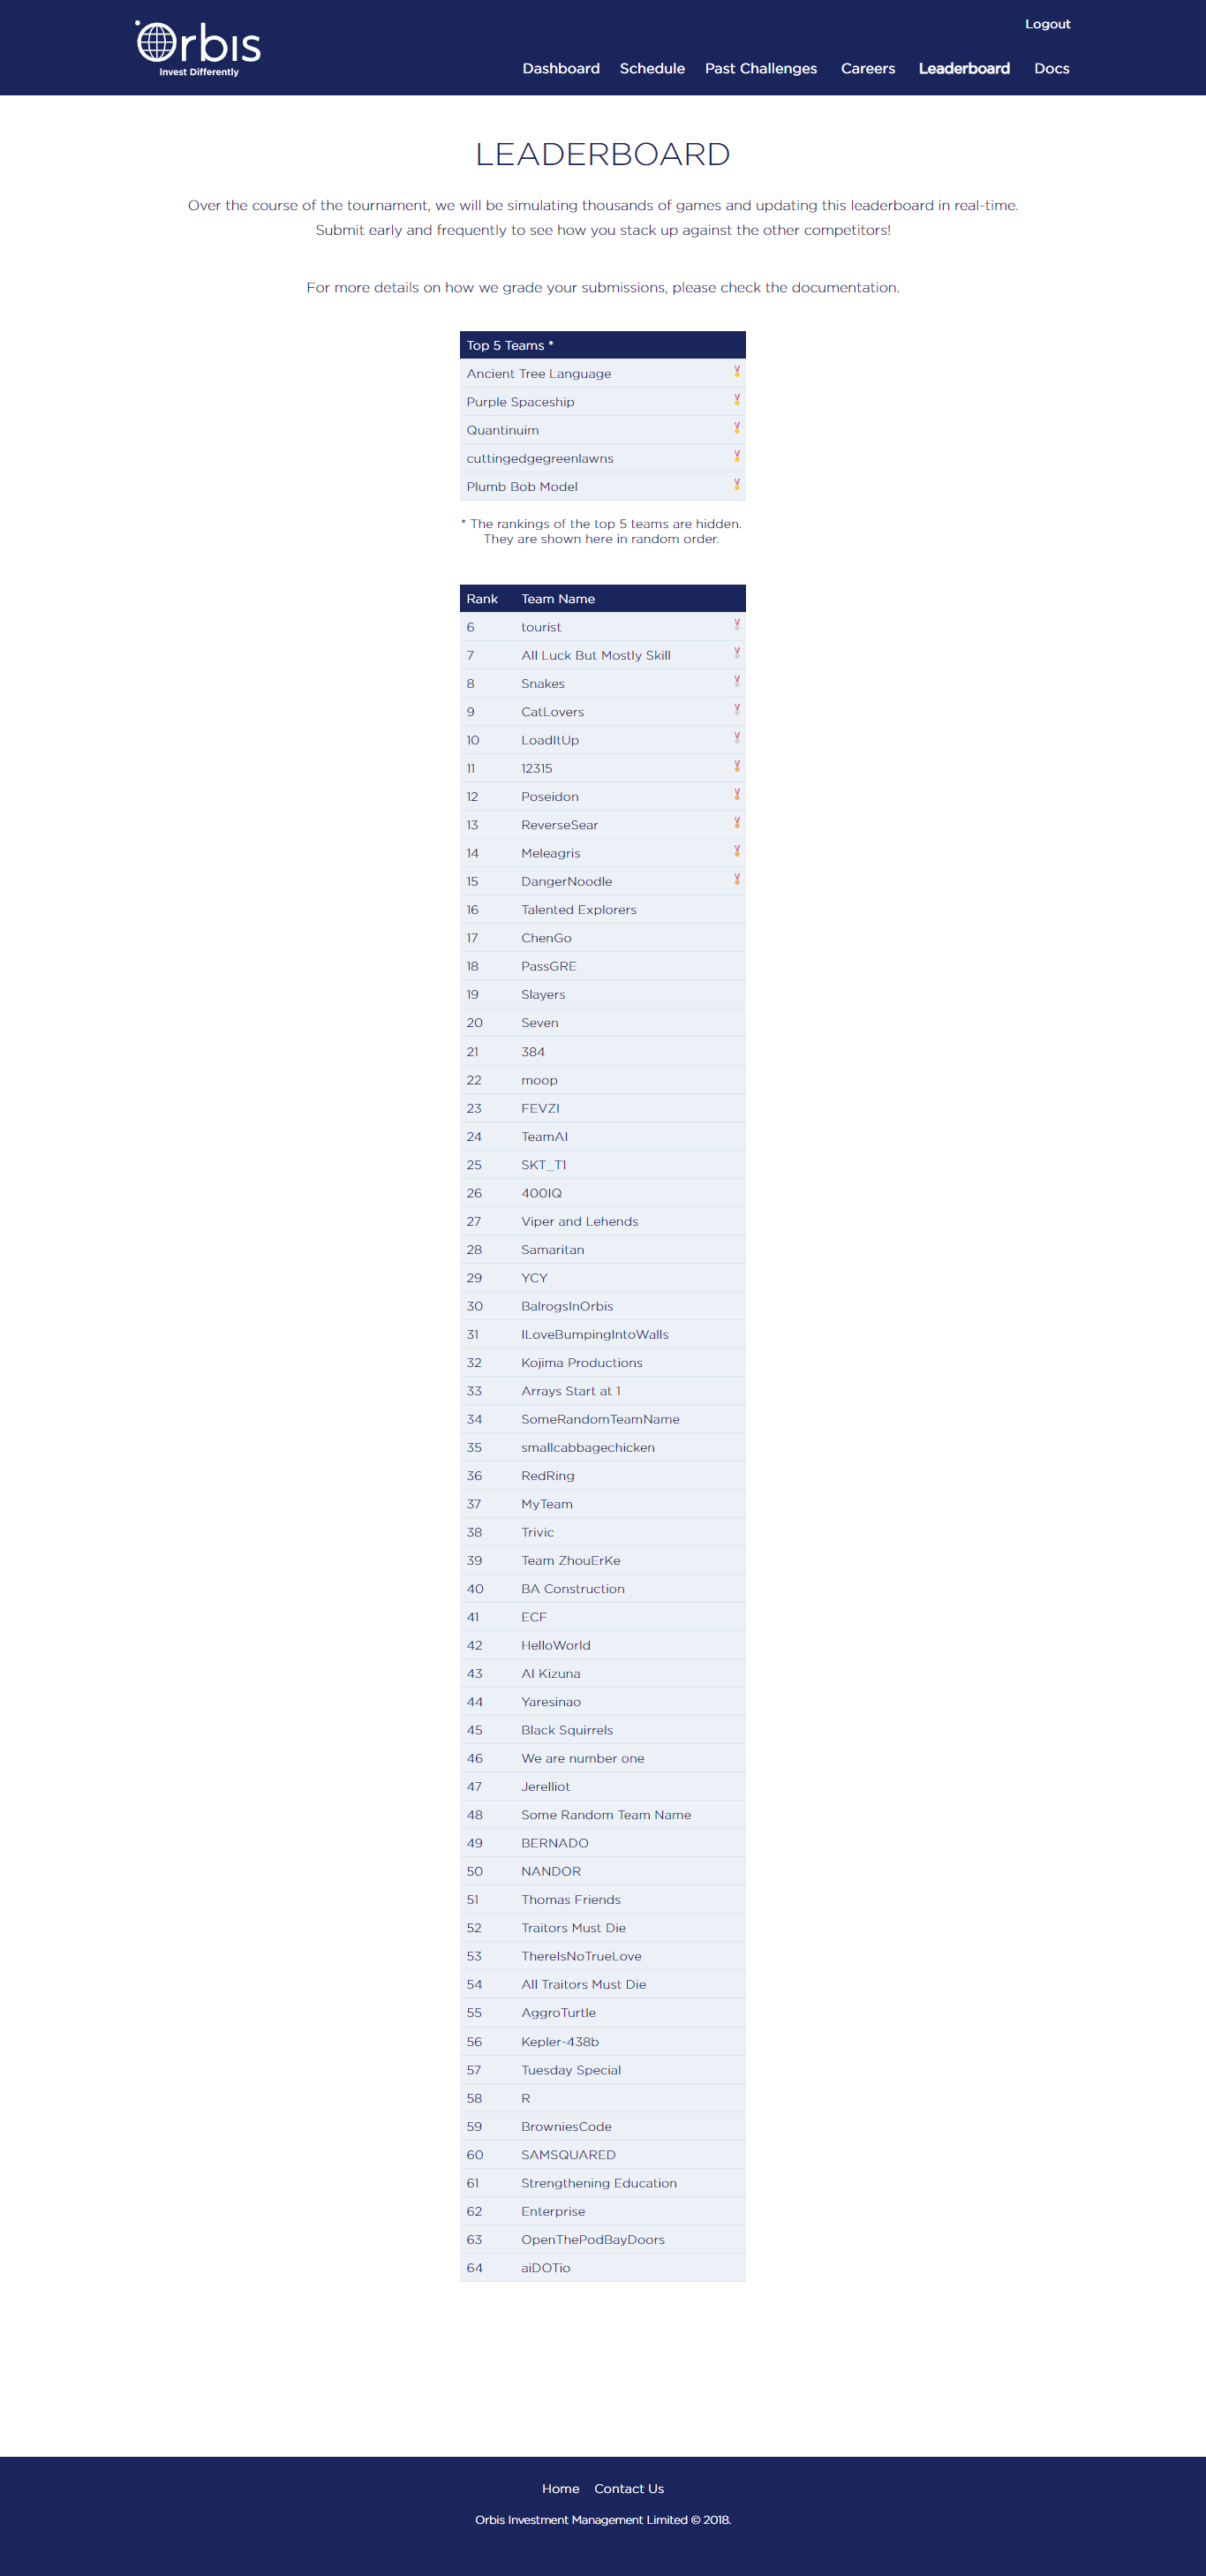 Orbis
Invest Differently
Logout
Dashboard Schedule Past Challenges Careers Leaderboard Docs
LEADERBOARD
Over the course of the tournament, we will be simulating thousands of games and updating this leaderboard in real-time.
Submit early and frequently to see how you stack up against the other competitors!
For more details on how we grade your submissions, please check the documentation.
Top 5 Teams *
Ancient Tree Language
Purple Spaceship
Quantinuim
cuttingedgegreenlawns
Plumb Bob Model
* The rankings of the top 5 teams are hidden.
They are shown here in random order.
Rank Team Name
6 tourist
7 All Luck But Mostly Skill
8 Snakes
9 CatLovers
10 LoadItUp
11 12315
12 Poseidon
13 ReverseSear
14 Meleagris
15 DangerNoodle
16 Talented Explorers
17 ChenGo
18 PassGRE
19 Slayers
20 Seven
21 384
22 moop
23 FEVZI
24 TeamAI
25 SKT_T1
26 400IQ
27 Viper and Lehends
28 Samaritan
29 YCY
30 BalrogsInOrbis
31 ILoveBumpingIntoWalls
32 Kojima Productions
33 Arrays Start at 1
34 SomeRandomTeamName
35 smallcabbagechicken
36 RedRing
37 MyTeam
38 Trivic
39 Team ZhouErKe
40 BA Construction
41 ECF
42 HelloWorld
43 AI Kizuna
44 Yaresinao
45 Black Squirrels
46 We are number one
47 Jerelliot
48 Some Random Team Name
49 BERNADO
50 NANDOR
51 Thomas Friends
52 Traitors Must Die
53 ThereIsNoTrueLove
54 All Traitors Must Die
55 AggroTurtle
56 Kepler-438b
57 Tuesday Special
58 R
59 BrowniesCode
60 SAMSQUARED
61 Strengthening Education
62 Enterprise
63 OpenThePodBayDoors
64 aiDOTio
Home Contact Us
Orbis Investment Management Limited © 2018.